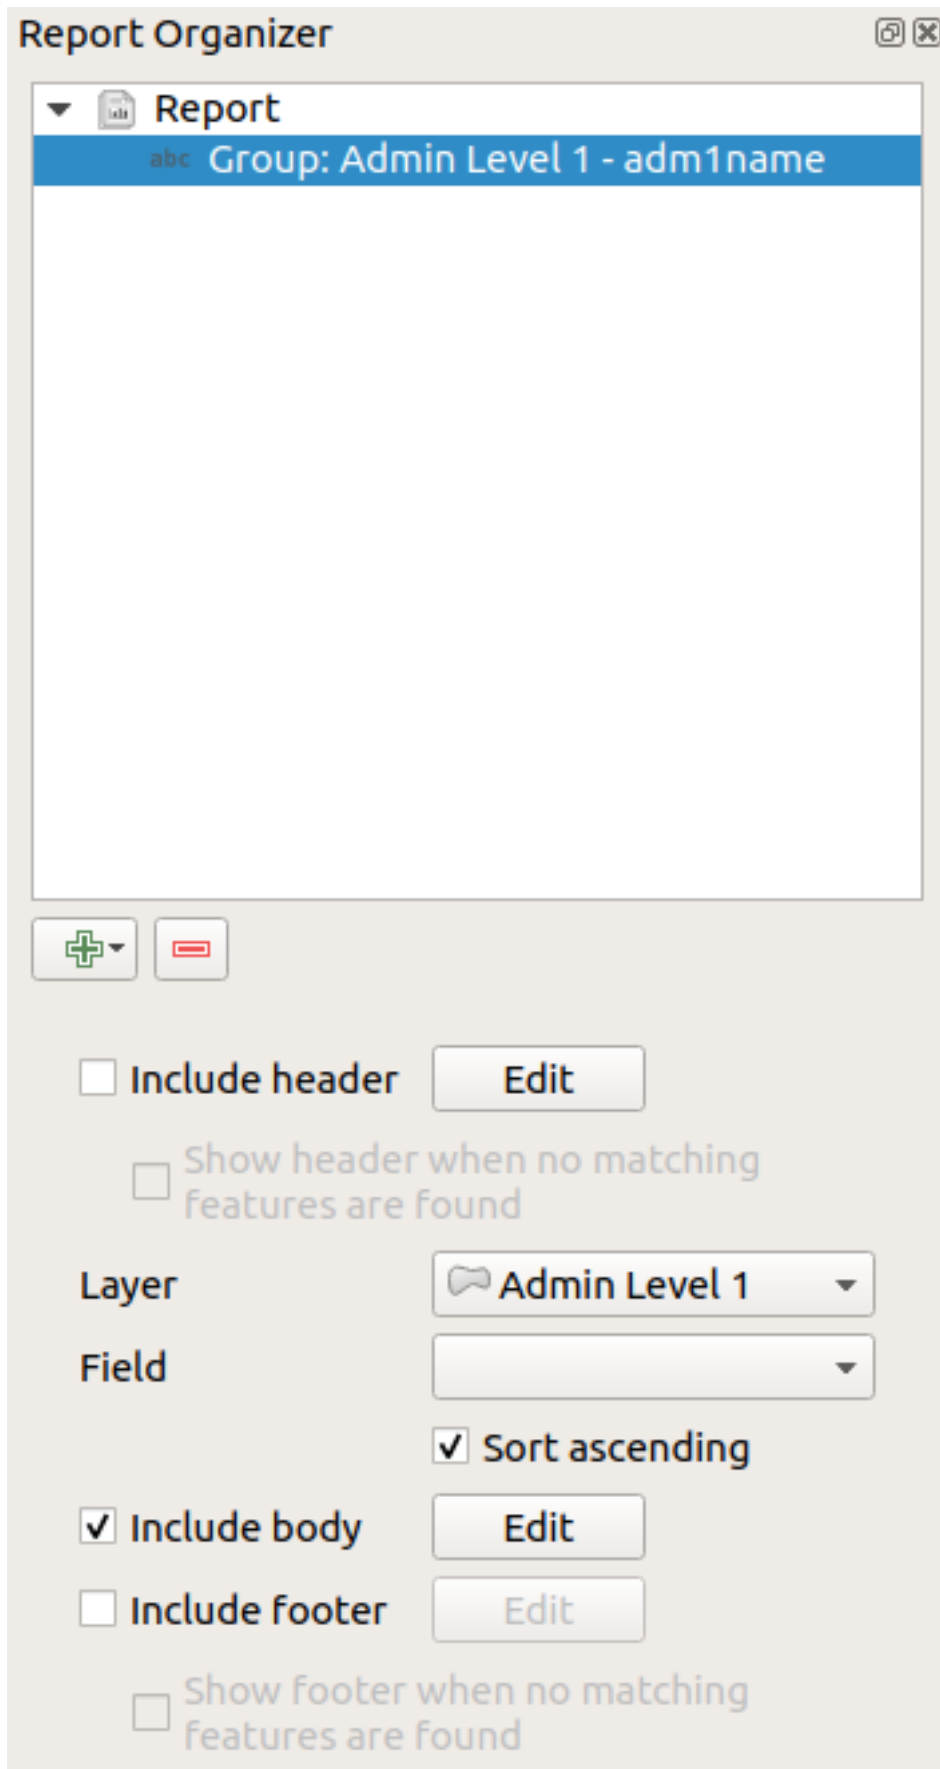 Report Organizer
Report
abc Group: Admin Level 1 - adm1name
Include header Edit
Show header when no matching
features are found
Layer Admin Level 1
Field
Sort ascending
Include body Edit
Include footer Edit
Show footer when no matching
features are found